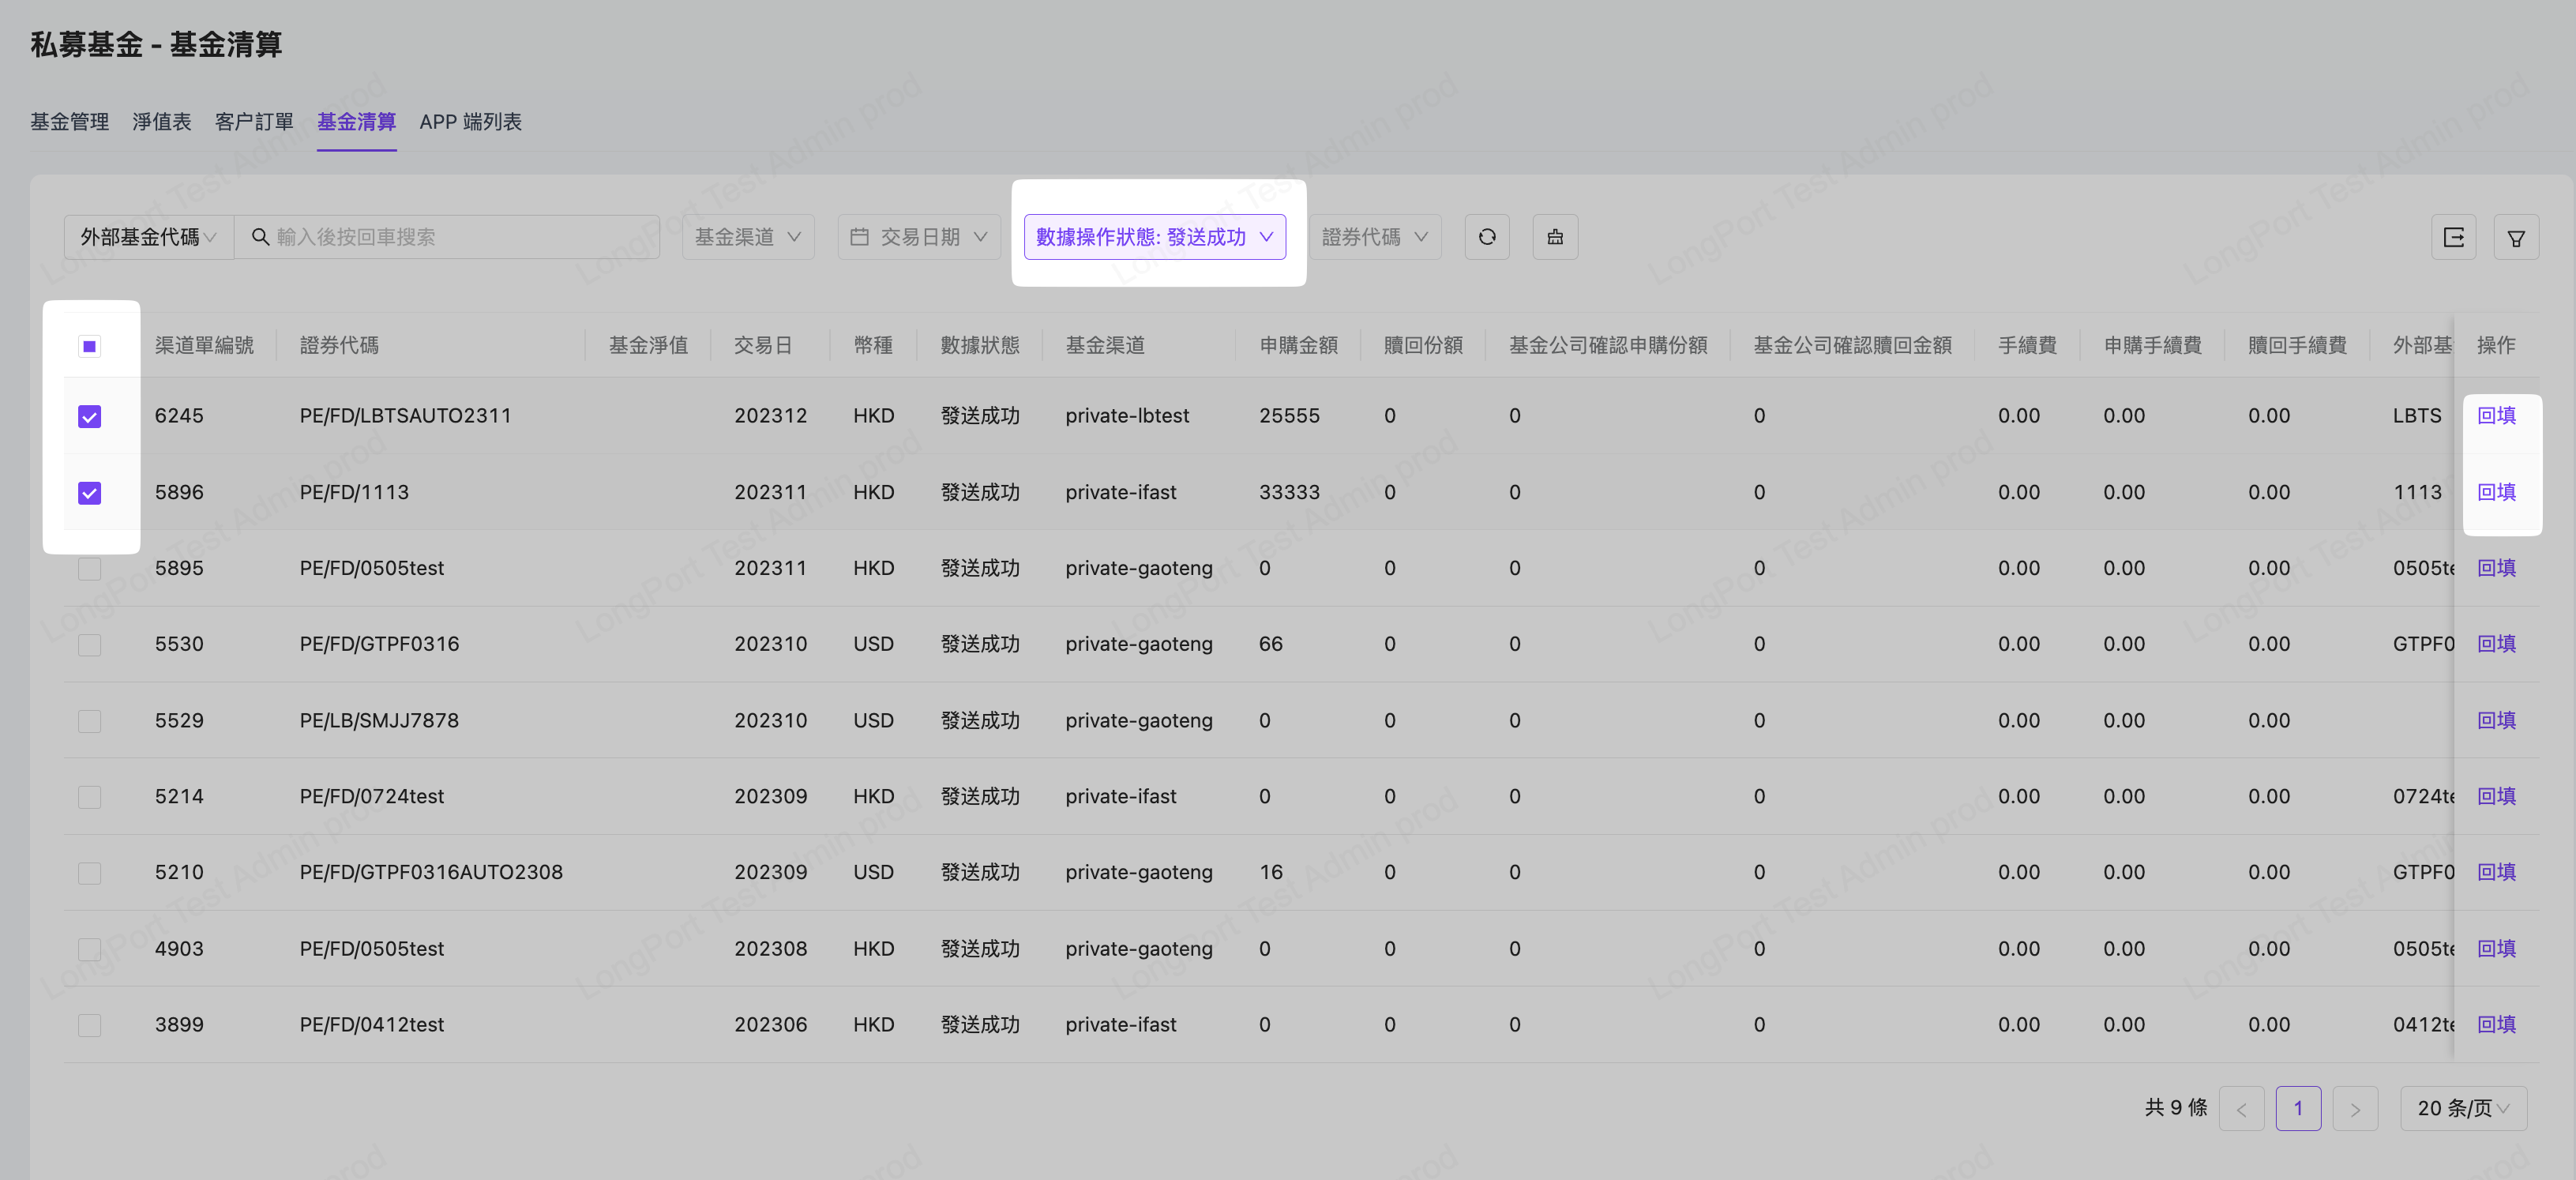 私募基金 - 基金清算
基金管理 淨值表 客户訂單 基金清算 APP 端列表
外部基金代碼 輸入後按回車搜索 基金渠道 交易日期 數據操作狀態: 發送成功 證券代碼
渠道單編號 證券代碼 基金淨值 交易日 幣種 數據狀態 基金渠道 申購金額 贖回份額 基金公司確認申購份額 基金公司確認贖回金額 手續費 申購手續費 贖回手續費 外部基 操作
6245 PE/FD/LBTSAUTO2311 202312 HKD 發送成功 private-lbtest 25555 0 0 0 0.00 0.00 0.00 LBTS 回填
5896 PE/FD/1113 202311 HKD 發送成功 private-ifast 33333 0 0 0 0.00 0.00 0.00 1113 回填
5895 PE/FD/0505test 202311 HKD 發送成功 private-gaoteng 0 0 0 0 0.00 0.00 0.00 0505te 回填
5530 PE/FD/GTPF0316 202310 USD 發送成功 private-gaoteng 66 0 0 0 0.00 0.00 0.00 GTPF0 回填
5529 PE/LB/SMJJ7878 202310 USD 發送成功 private-gaoteng 0 0 0 0 0.00 0.00 0.00 回填
5214 PE/FD/0724test 202309 HKD 發送成功 private-ifast 0 0 0 0 0.00 0.00 0.00 0724te 回填
5210 PE/FD/GTPF0316AUTO2308 202309 USD 發送成功 private-gaoteng 16 0 0 0 0.00 0.00 0.00 GTPF0 回填
4903 PE/FD/0505test 202308 HKD 發送成功 private-gaoteng 0 0 0 0 0.00 0.00 0.00 0505te 回填
3899 PE/FD/0412test 202306 HKD 發送成功 private-ifast 0 0 0 0 0.00 0.00 0.00 0412te 回填
共 9 條 1 20 条/页
LongPort Test Admin prod